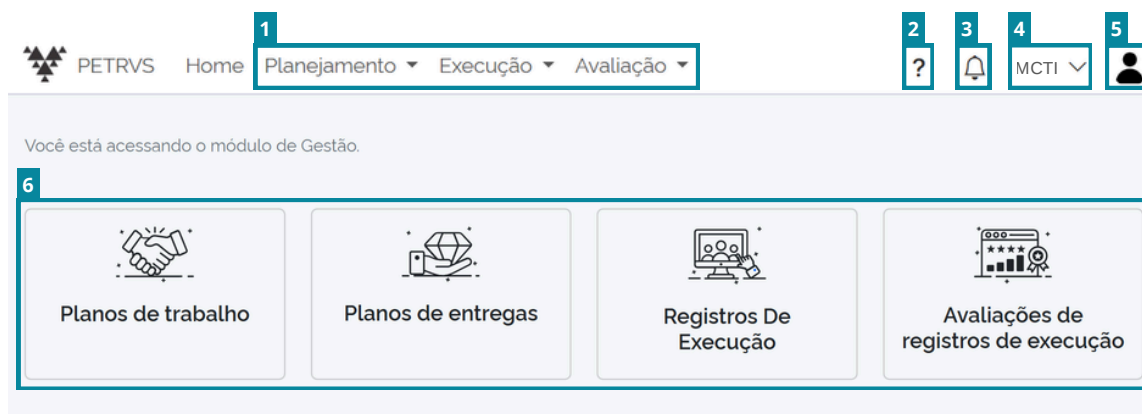 1 2 3 4 5
PETRVS Home Planejamento Execução Avaliação ? MCTI
Você está acessando o módulo de Gestão.
6
Planos de trabalho
Planos de entregas
Registros De
Execução
Avaliações de
registros de execução